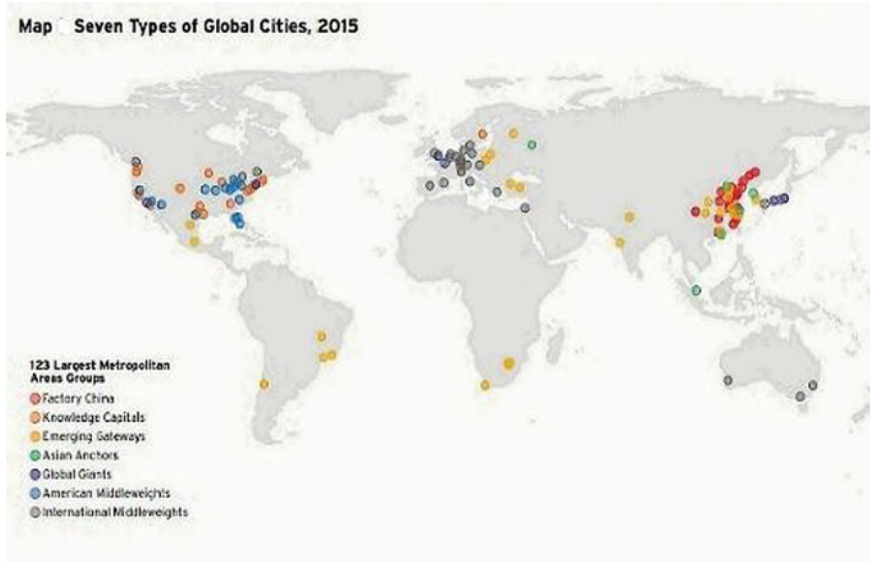 Map Seven Types of Global Cities, 2015
123 Largest Metropolitan
Areas Groups
Factory China
Knowledge Capitals
Emerging Gateways
Asian Anchors
Global Giants
American Middleweights
International Middleweights